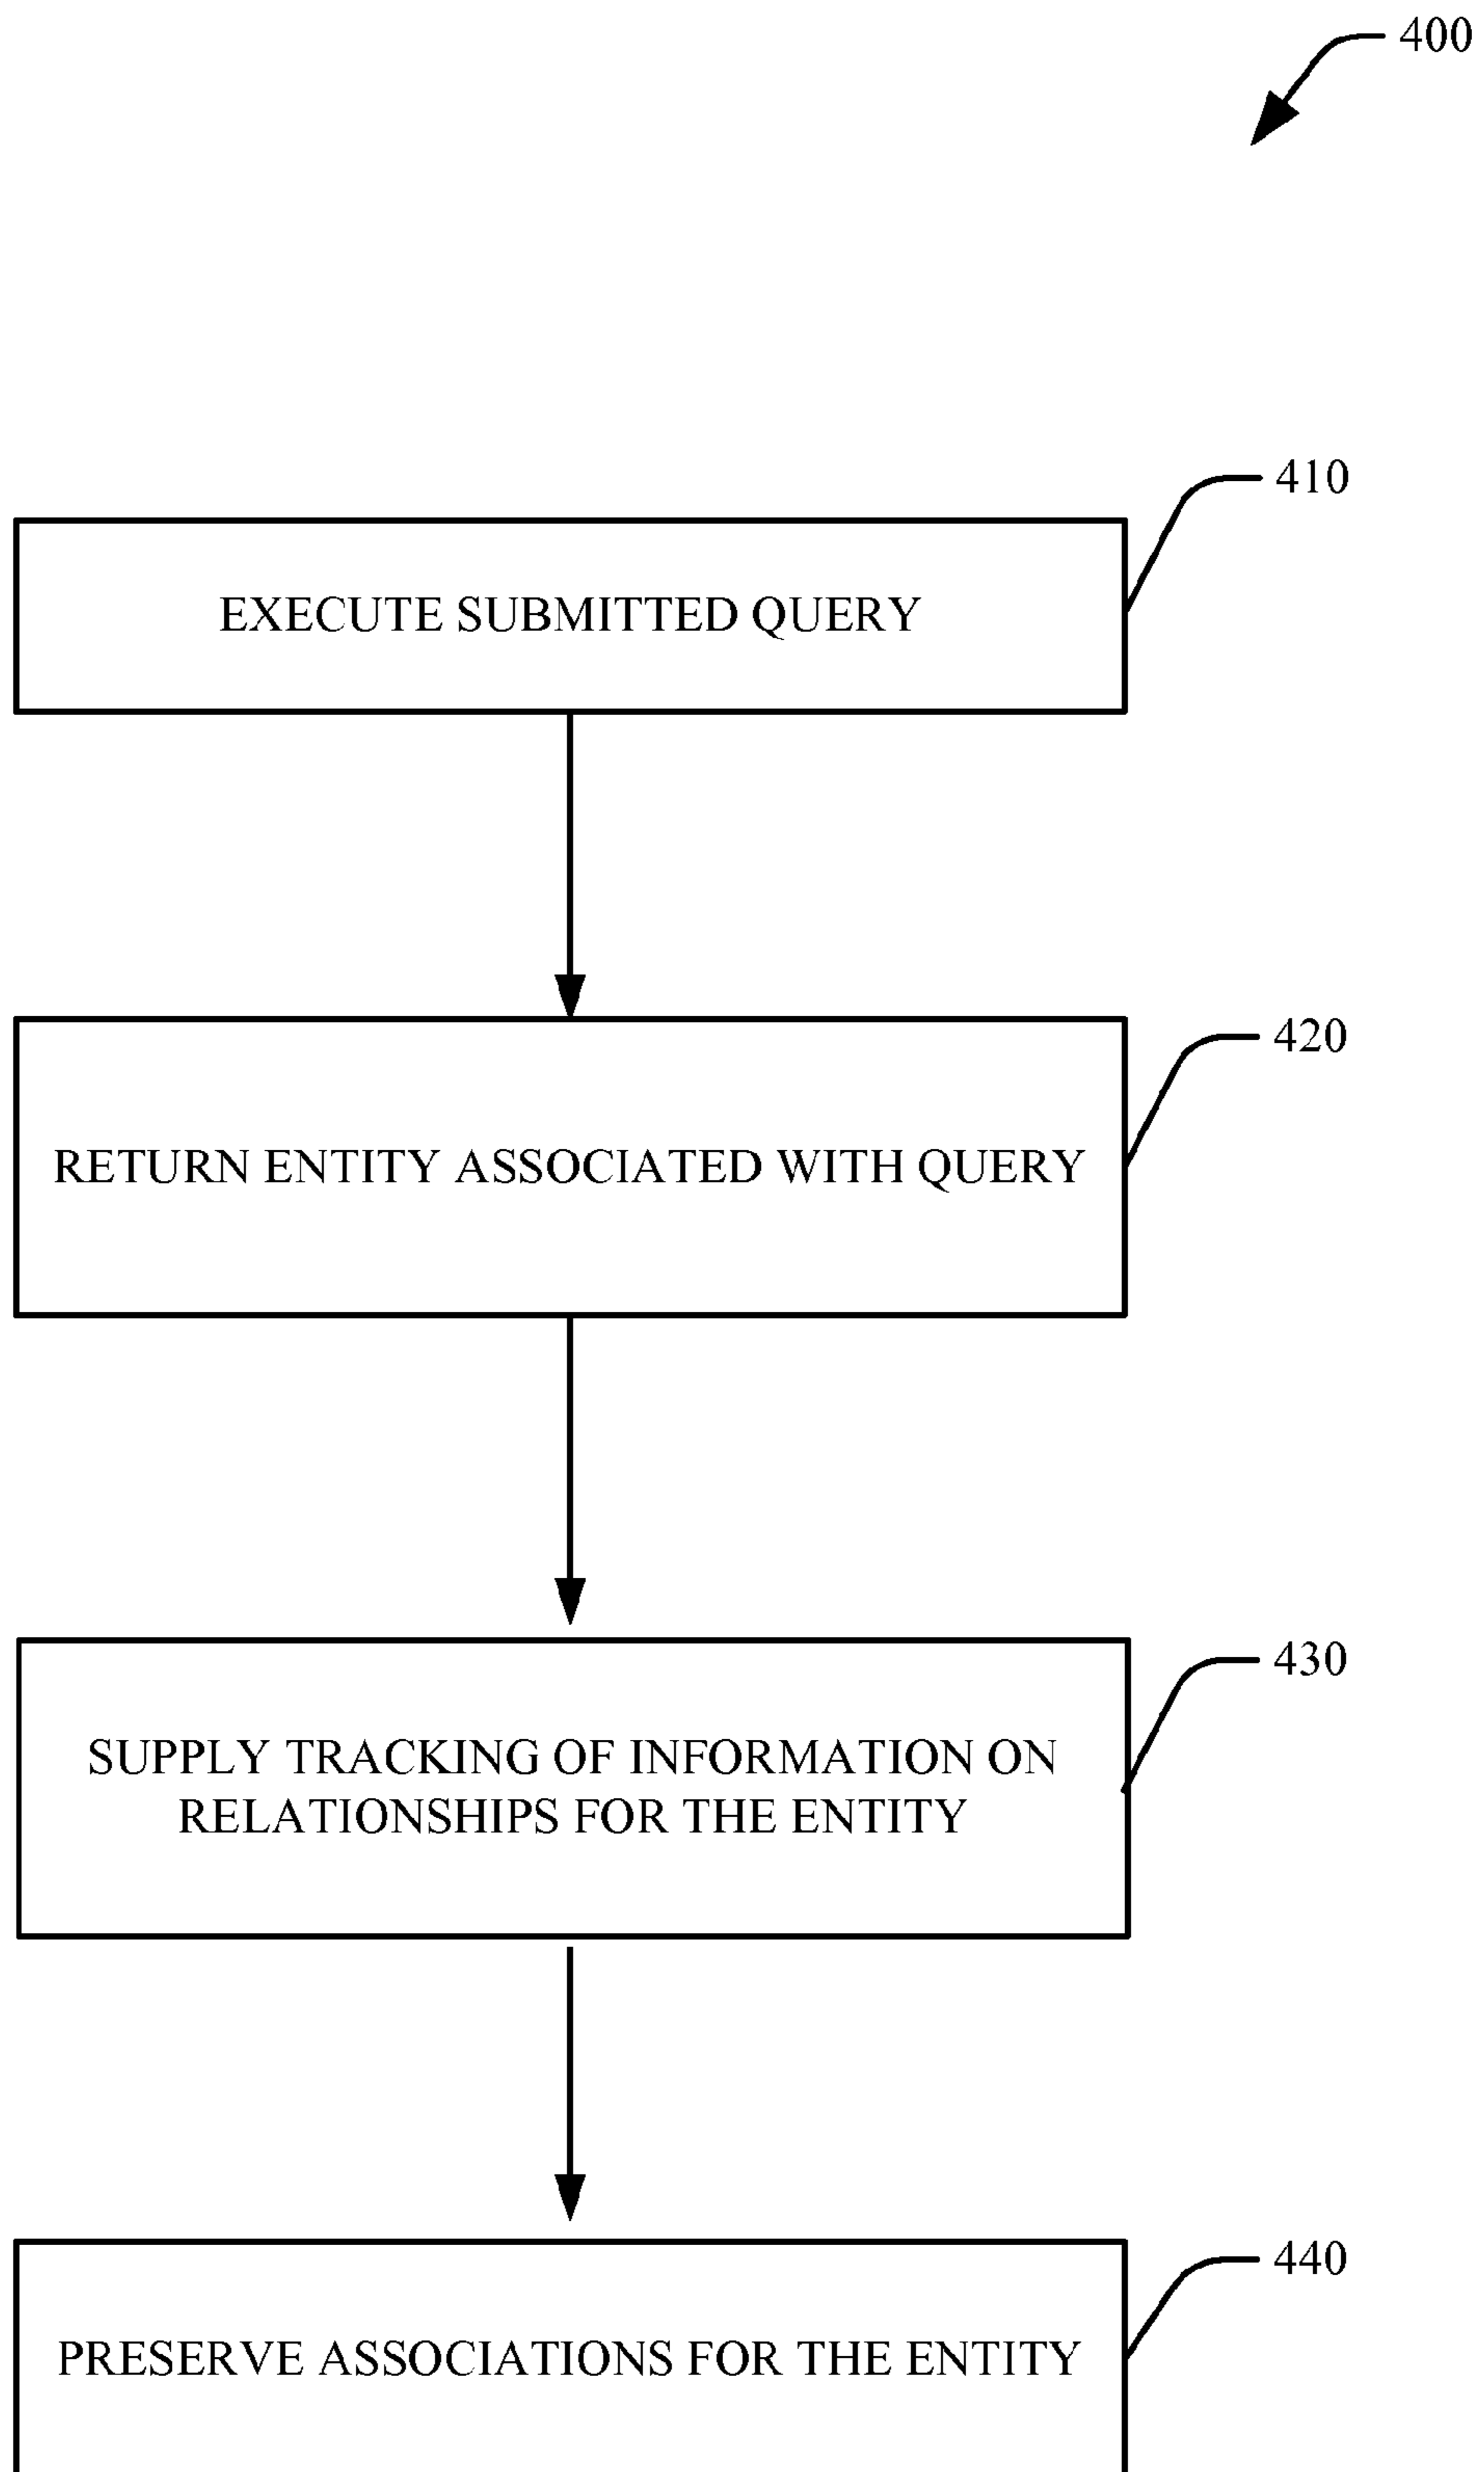 400
410
EXECUTE SUBMITTED QUERY
420
RETURN ENTITY ASSOCIATED WITH QUERY
430
SUPPLY TRACKING OF INFORMATION ON
RELATIONSHIPS FOR THE ENTITY
440
PRESERVE ASSOCIATIONS FOR THE ENTITY